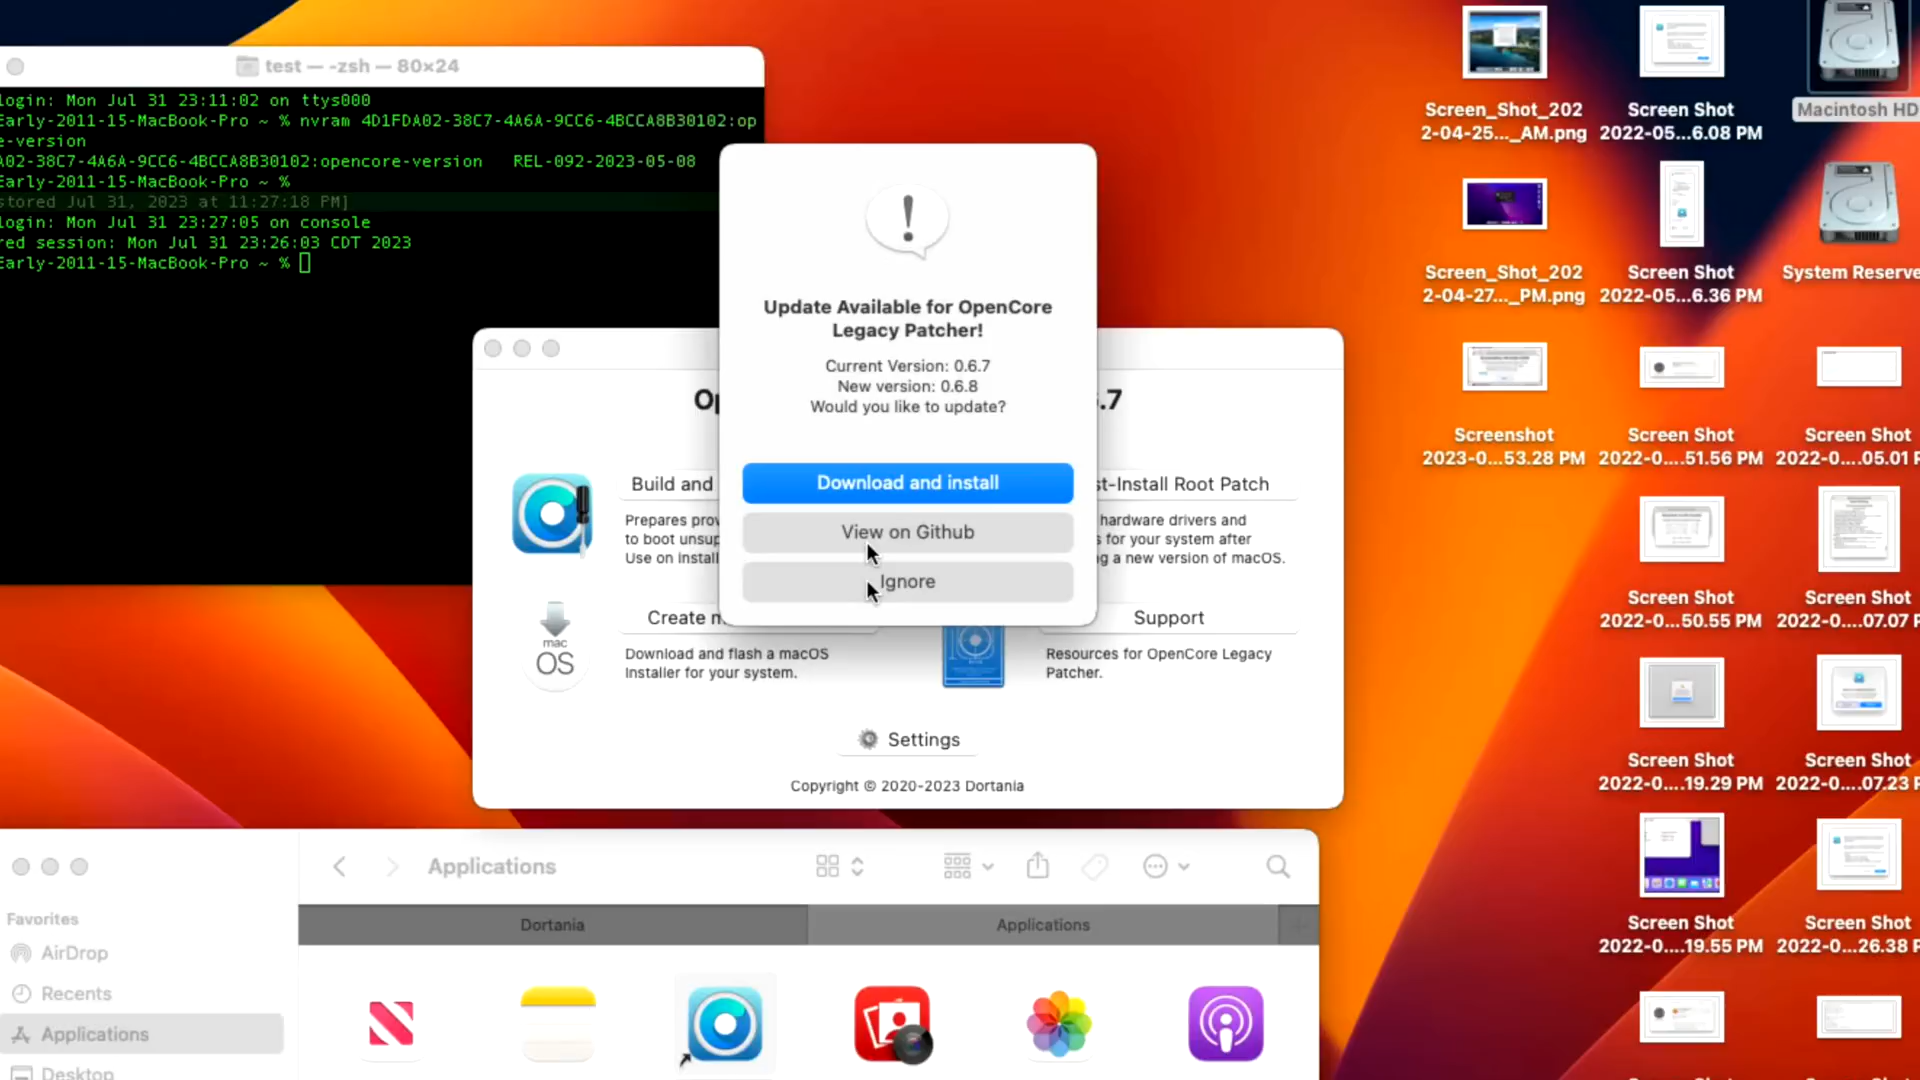 test — -zsh — 80×24
login: Mon Jul 31 23:11:02 on ttys000
Early-2011-15-MacBook-Pro ~ % nvram 4D1FDA02-38C7-4A6A-9CC6-4BCCA8B30102:op
e-version
A02-38C7-4A6A-9CC6-4BCCA8B30102:opencore-version   REL-092-2023-05-08
Early-2011-15-MacBook-Pro ~ %
stored Jul 31, 2023 at 11:27:18 PM]
login: Mon Jul 31 23:27:05 on console
red session: Mon Jul 31 23:26:03 CDT 2023
Early-2011-15-MacBook-Pro ~ %
Update Available for OpenCore
Legacy Patcher!
Current Version: 0.6.7
New version: 0.6.8
Would you like to update?
Download and install
View on Github
Ignore
Op
.7
Build and
Prepares prov
to boot unsup
Use on install
st-Install Root Patch
hardware drivers and
s for your system after
g a new version of macOS.
mac
OS
Create m
Download and flash a macOS
Installer for your system.
Support
Resources for OpenCore Legacy
Patcher.
Settings
Copyright © 2020-2023 Dortania
Applications
Dortania
Applications
Favorites
AirDrop
Recents
Applications
Desktop
Screen_Shot_202
2-04-25..._AM.png
Screen Shot
2022-05...6.08 PM
Macintosh HD
Screen_Shot_202
2-04-27..._PM.png
Screen Shot
2022-05...6.36 PM
System Reserve
Screenshot
2023-0...53.28 PM
Screen Shot
2022-0....51.56 PM
Screen Shot
2022-0....05.01 P
Screen Shot
2022-0...50.55 PM
Screen Shot
2022-0....07.07 P
Screen Shot
2022-0....19.29 PM
Screen Shot
2022-0....07.23 P
Screen Shot
2022-0....19.55 PM
Screen Shot
2022-0...26.38 P